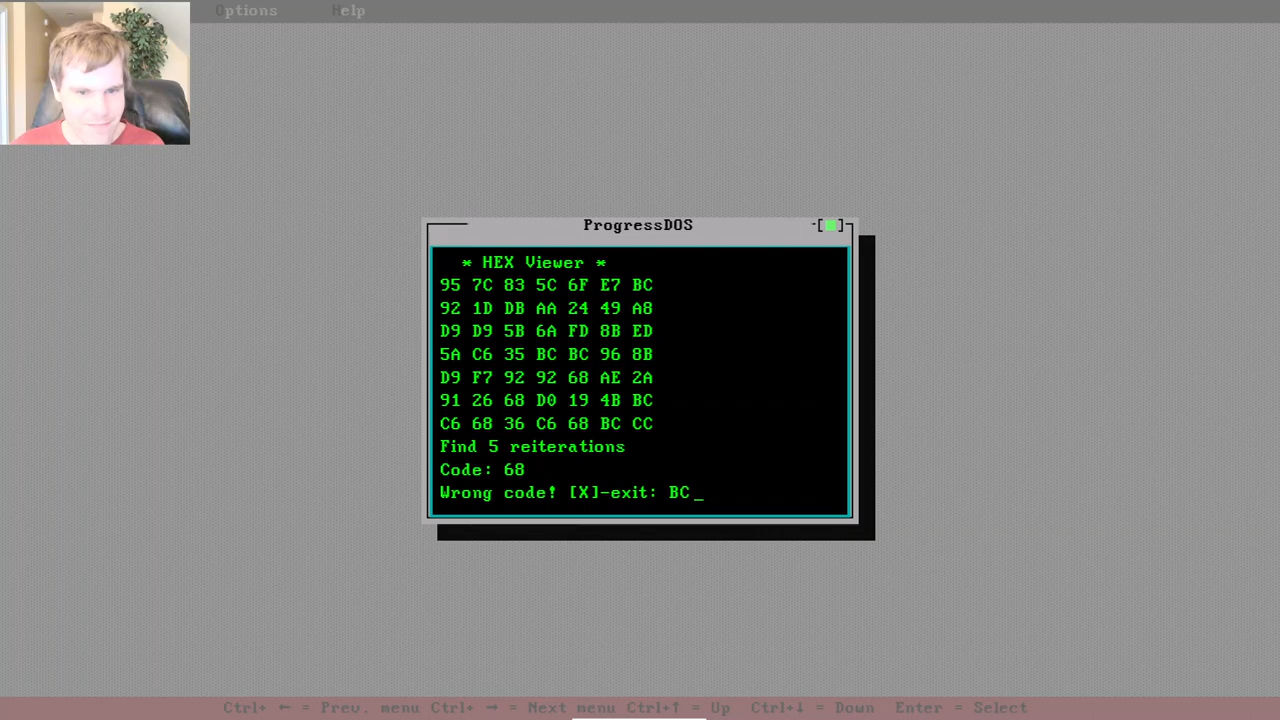 Options Help
ProgressDOS
* HEX Viewer *
95 7C 83 5C 6F E7 BC
92 1D DB AA 24 49 A8
D9 D9 5B 6A FD 8B ED
5A C6 35 BC BC 96 8B
D9 F7 92 92 68 AE 2A
91 26 68 D0 19 4B BC
C6 68 36 C6 68 BC CC
Find 5 reiterations
Code: 68
Wrong code! [X]-exit: BC_
Ctrl+ ← = Prev. menu Ctrl+ → = Next menu Ctrl+↑ = Up Ctrl+↓ = Down Enter = Select